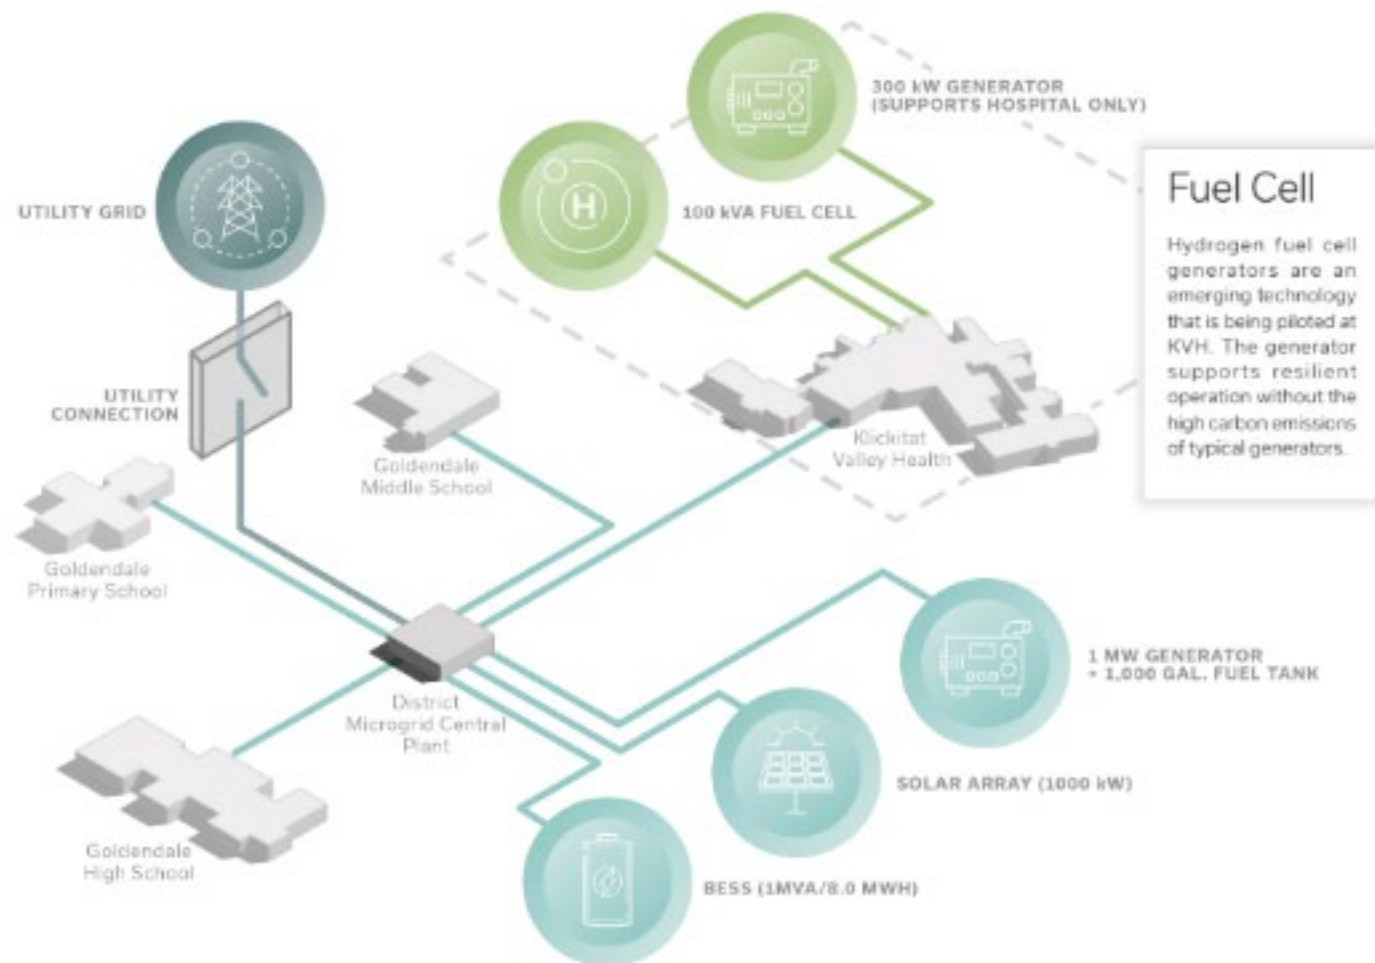 300 kW GENERATOR
(SUPPORTS HOSPITAL ONLY)
UTILITY GRID
H
100 kVA FUEL CELL
Fuel Cell
Hydrogen fuel cell
generators are an
emerging technology
that is being piloted at
KVH. The generator
supports resilient
operation without the
high carbon emissions
of typical generators.
UTILITY
CONNECTION
Goldendale
Middle School
Klickitat
Valley Health
Goldendale
Primary School
District
Microgrid Central
Plant
1 MW GENERATOR
+ 1,000 GAL. FUEL TANK
SOLAR ARRAY (1000 kW)
Goldendale
High School
BESS (1MVA/8.0 MWH)